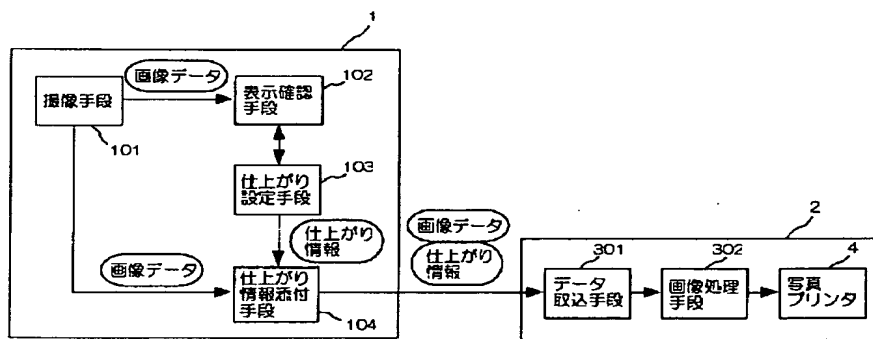 1
画像データ
撮像手段
101
表示確認
手段
102
仕上がり
設定手段
103
仕上がり
情報
画像データ
仕上がり
情報添付
手段
104
画像データ
仕上がり
情報
2
301
データ
取込手段
302
画像処理
手段
4
写真
プリンタ